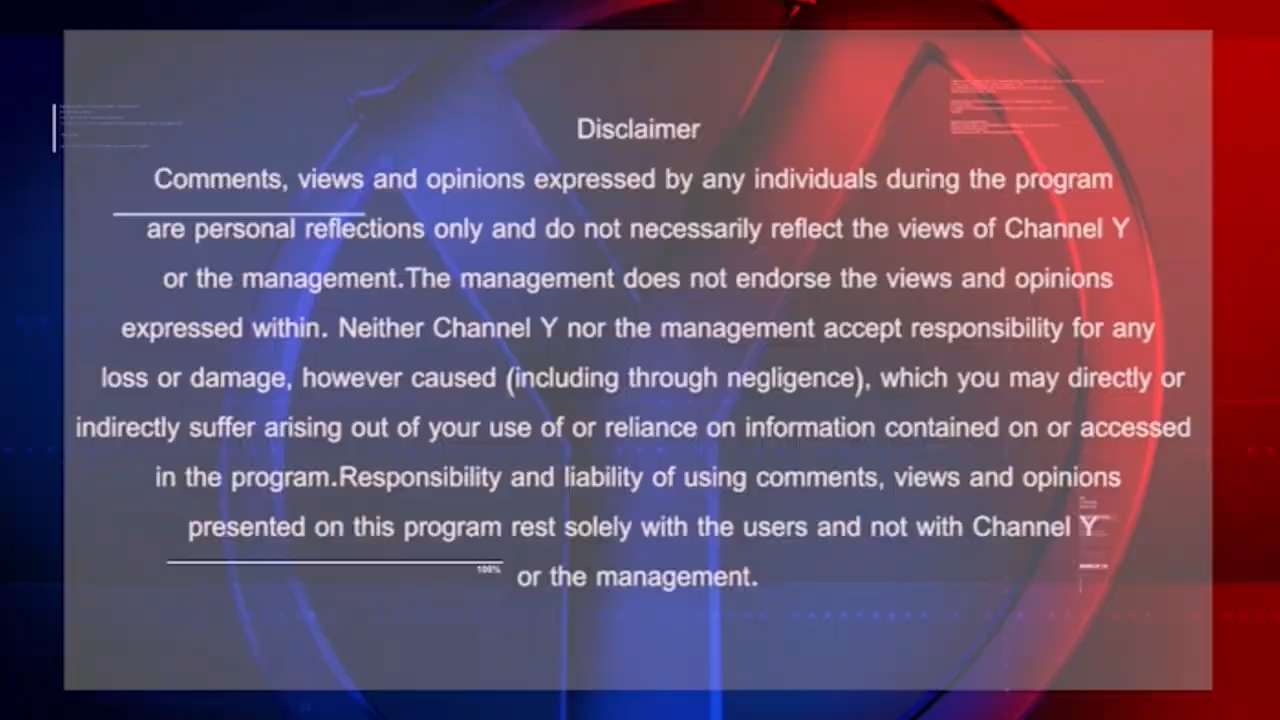 Disclaimer
Comments, views and opinions expressed by any individuals during the program
are personal reflections only and do not necessarily reflect the views of Channel Y
or the management.The management does not endorse the views and opinions
expressed within. Neither Channel Y nor the management accept responsibility for any
loss or damage, however caused (including through negligence), which you may directly or
indirectly suffer arising out of your use of or reliance on information contained on or accessed
in the program.Responsibility and liability of using comments, views and opinions
presented on this program rest solely with the users and not with Channel Y
100%
or the management.